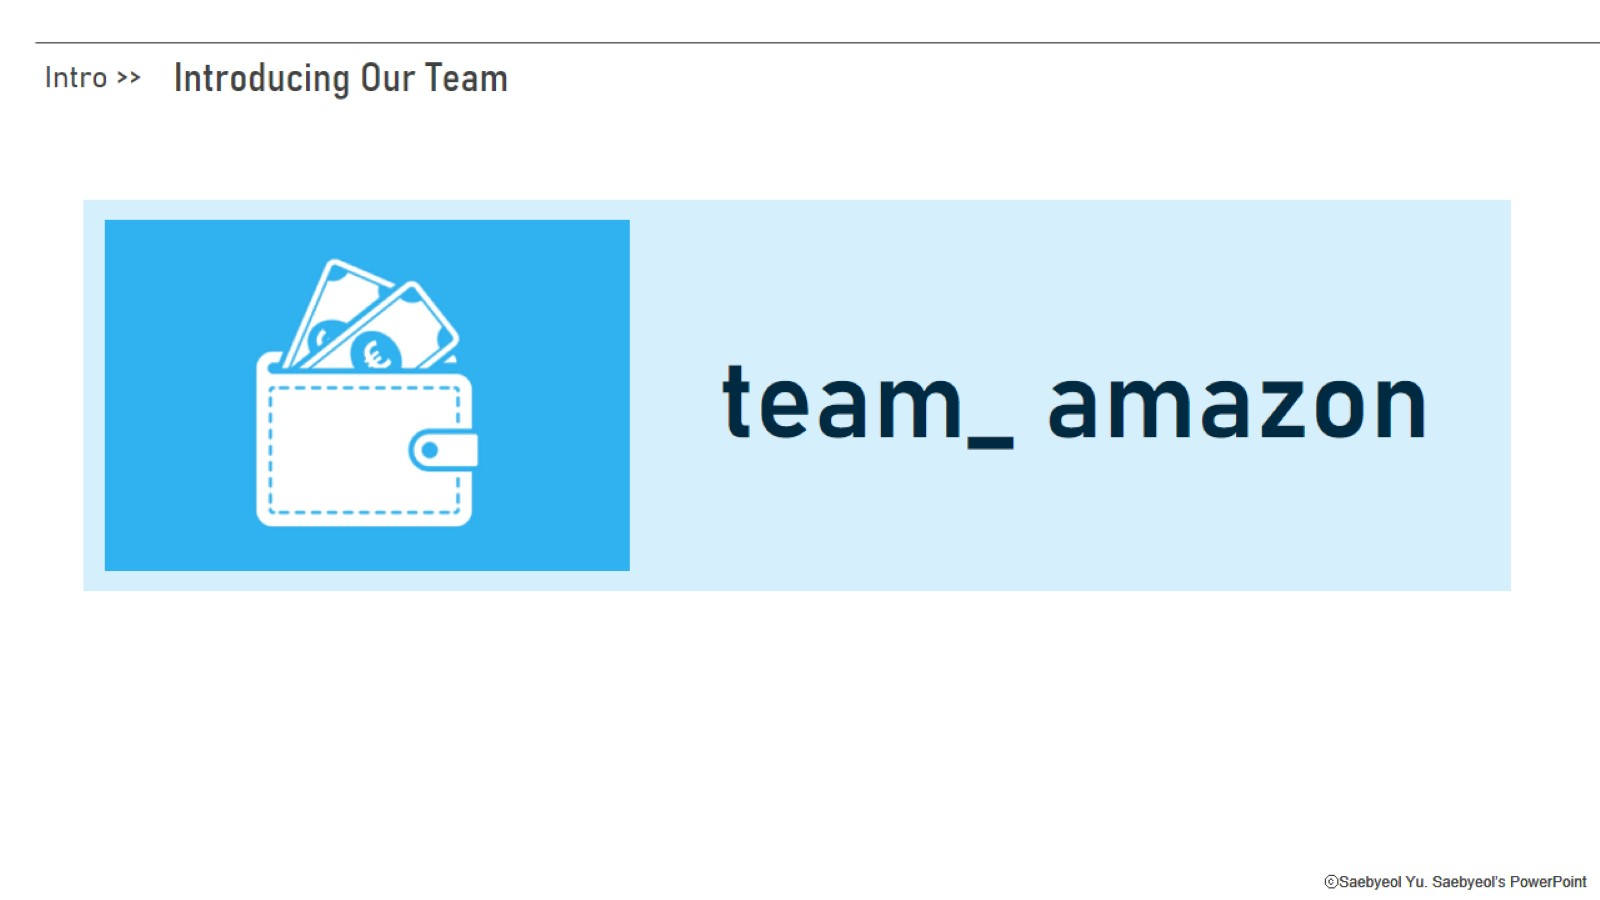 Intro >> Introducing Our Team
€
team_ amazon
©Saebyeol Yu. Saebyeol's PowerPoint